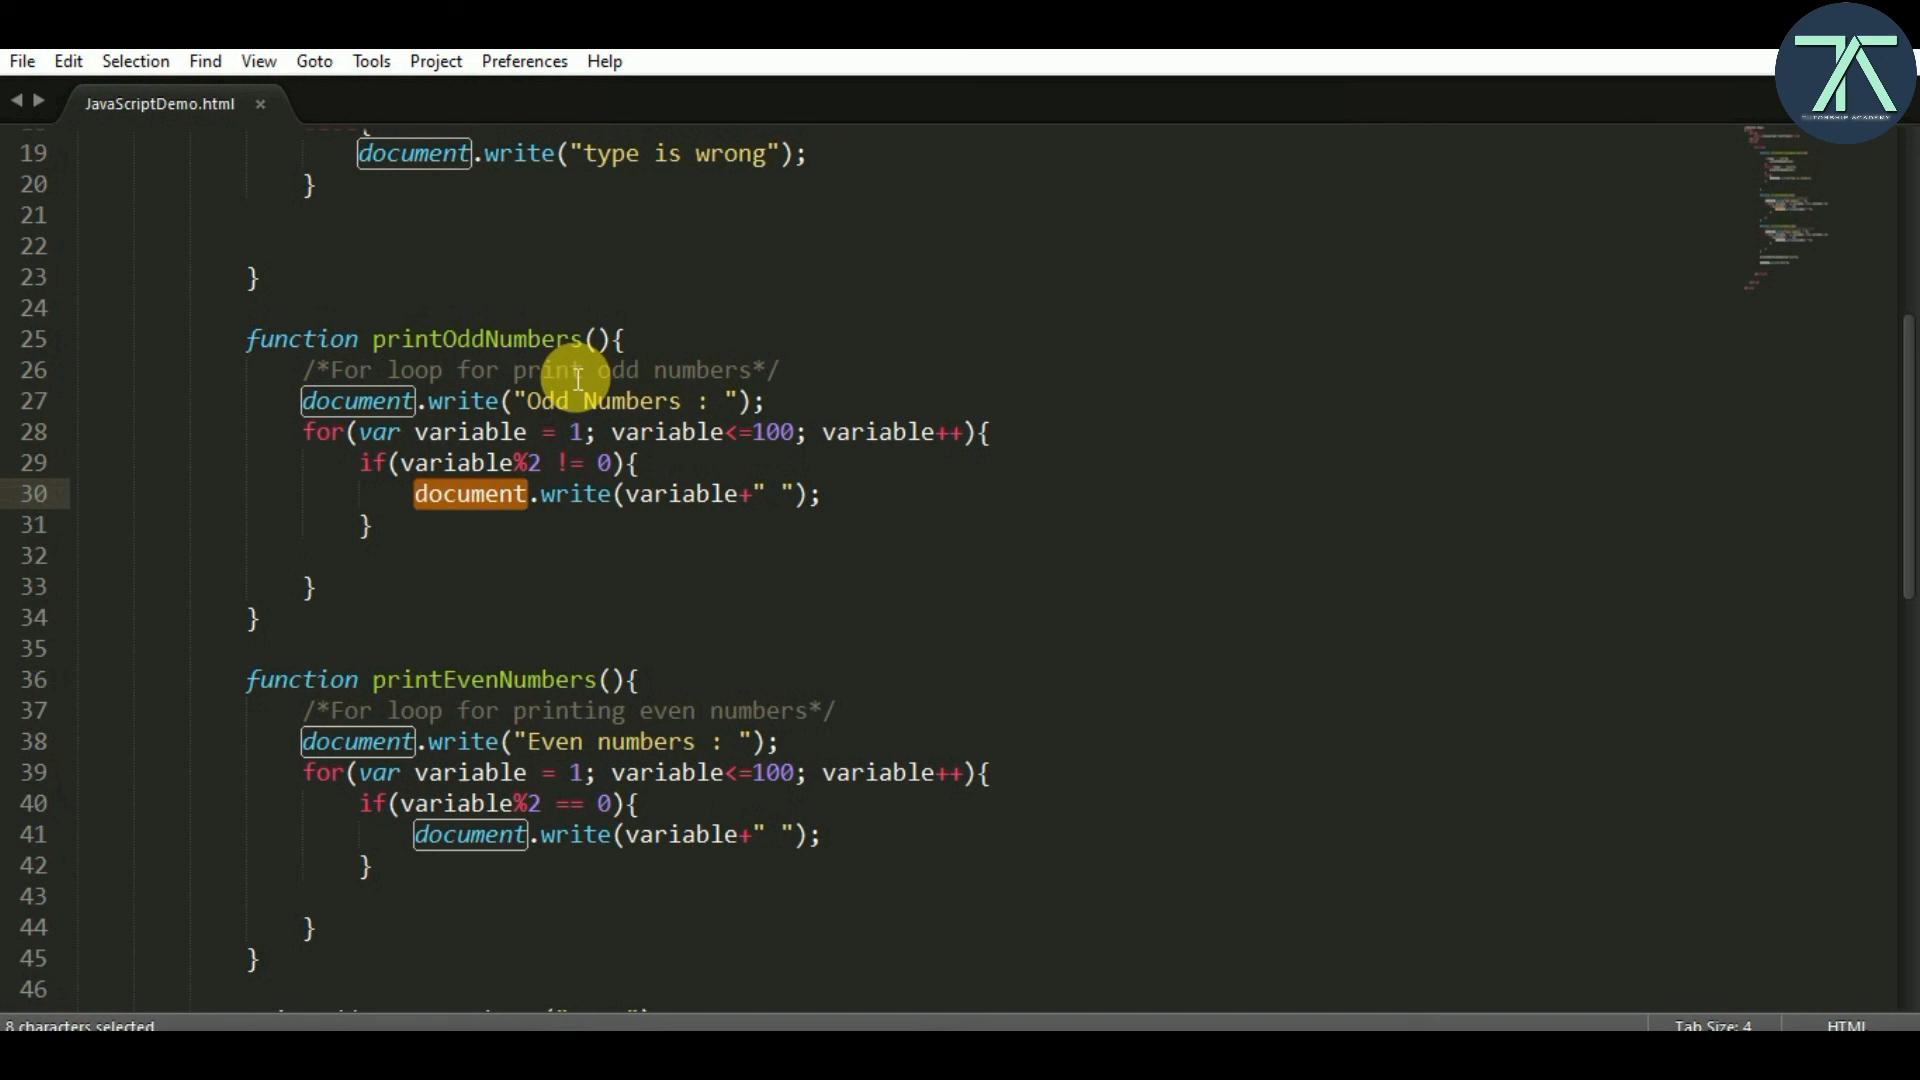 File Edit Selection Find View Goto Tools Project Preferences Help
TUTORSHIP ACADEMY
JavaScriptDemo.html ×
19 document.write("type is wrong");
20 }
21
22
23 }
24
25 function printOddNumbers(){
26 /*For loop for print odd numbers*/
27 document.write("Odd Numbers : ");
28 for(var variable = 1; variable<=100; variable++){
29 if(variable%2 != 0){
30 document.write(variable+" ");
31 }
32
33 }
34 }
35
36 function printEvenNumbers(){
37 /*For loop for printing even numbers*/
38 document.write("Even numbers : ");
39 for(var variable = 1; variable<=100; variable++){
40 if(variable%2 == 0){
41 document.write(variable+" ");
42 }
43
44 }
45 }
46
8 characters selected Tab Size: 4 HTML